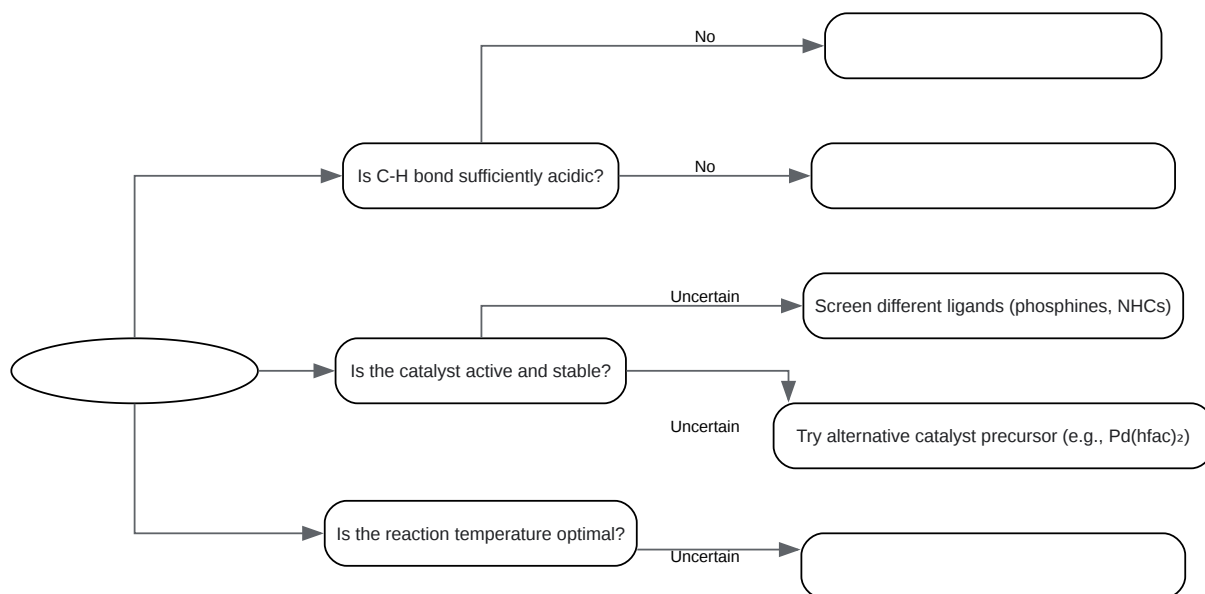 No
Is C-H bond sufficiently acidic?
No
Uncertain
Screen different ligands (phosphines, NHCs)
Is the catalyst active and stable?
Uncertain
Try alternative catalyst precursor (e.g., Pd(hfac)₂)
Is the reaction temperature optimal?
Uncertain